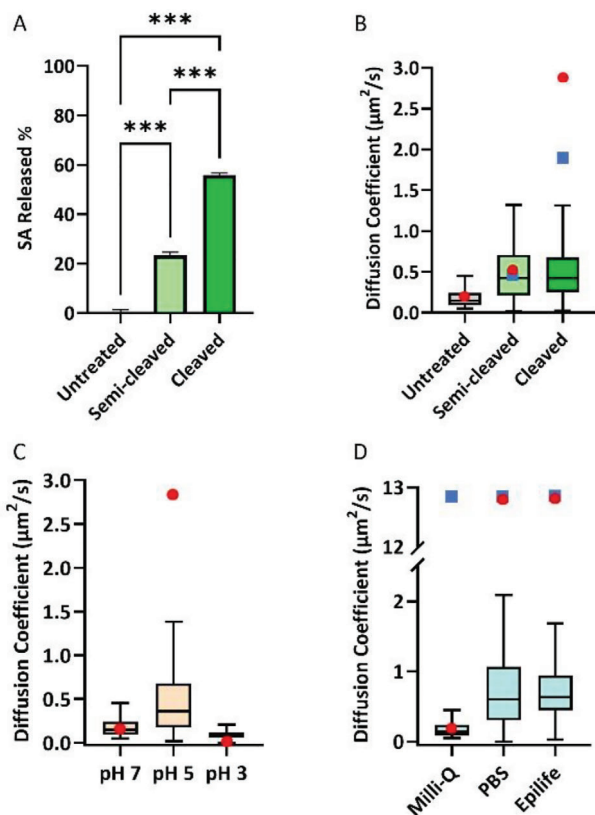 A
SA Released %
100
80
60
40
20
0
***
***
***
Untreated
Semi-cleaved
Cleaved
B
Diffusion Coefficient (μm²/s)
3.0
2.5
2.0
1.5
1.0
0.5
0.0
Untreated
Semi-cleaved
Cleaved
C
Diffusion Coefficient (μm²/s)
3.0
2.5
2.0
1.5
1.0
0.5
0.0
pH 7 pH 5 pH 3
D
Diffusion Coefficient (μm²/s)
13
12
2
1
0
Milli-Q
PBS
Epilife